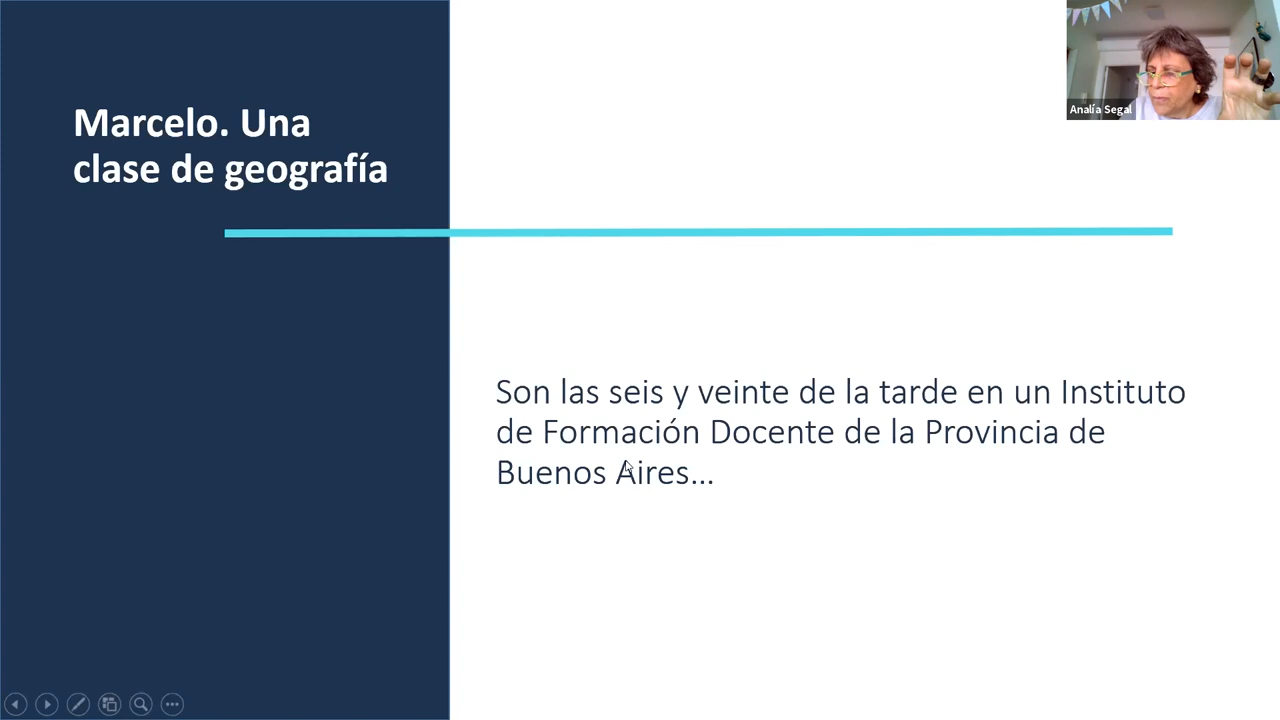 Marcelo. Una
clase de geografía
Analía Segal
Son las seis y veinte de la tarde en un Instituto
de Formación Docente de la Provincia de
Buenos Aires...